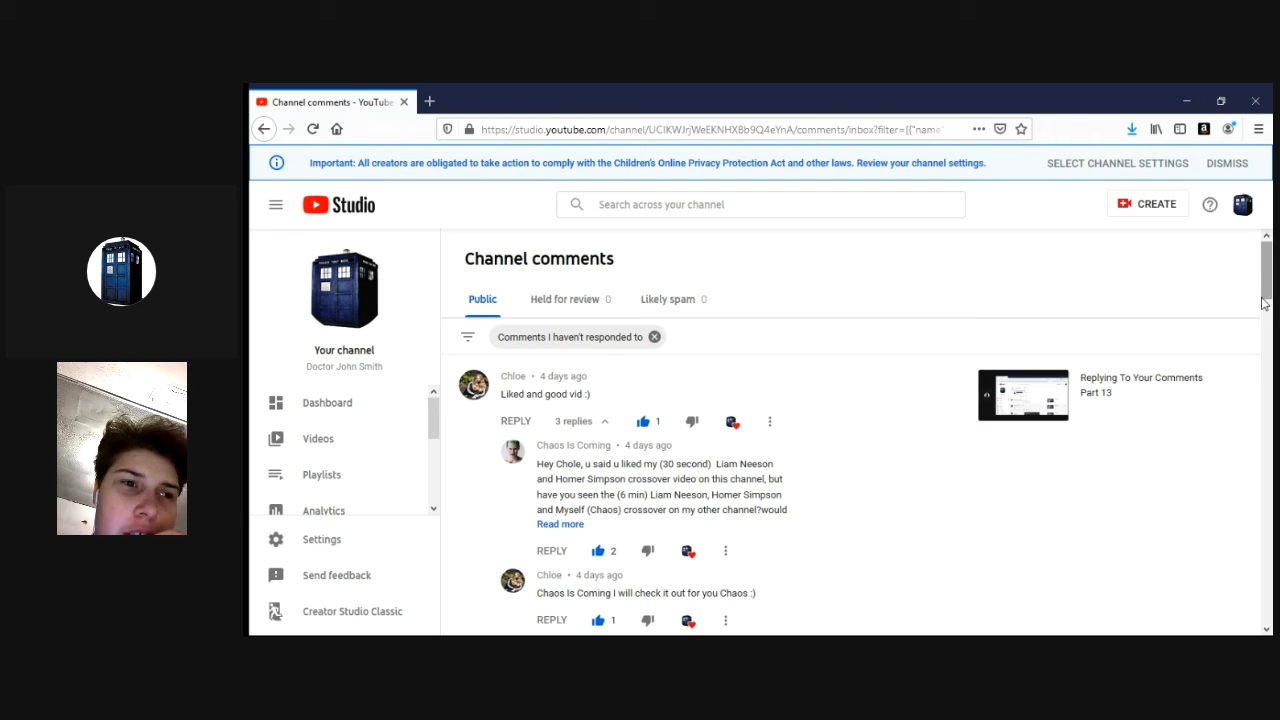 Channel comments - YouTube
https://studio.youtube.com/channel/UCIKWJrjWeEKNHXBb9Q4eYnA/comments/inbox?filter=[{"name"
Important: All creators are obligated to take action to comply with the Children's Online Privacy Protection Act and other laws. Review your channel settings.
SELECT CHANNEL SETTINGS
DISMISS
Studio
Search across your channel
CREATE
Your channel
Doctor John Smith
Dashboard
Videos
Playlists
Analytics
Settings
Send feedback
Creator Studio Classic
Channel comments
Public
Held for review 0
Likely spam 0
Comments I haven't responded to
Chloe • 4 days ago
Liked and good vid :)
REPLY 3 replies 1
Replying To Your Comments
Part 13
Chaos Is Coming • 4 days ago
Hey Chole, u said u liked my (30 second) Liam Neeson
and Homer Simpson crossover video on this channel, but
have you seen the (6 min) Liam Neeson, Homer Simpson
and Myself (Chaos) crossover on my other channel?would
Read more
REPLY 2
Chloe • 4 days ago
Chaos Is Coming I will check it out for you Chaos :)
REPLY 1